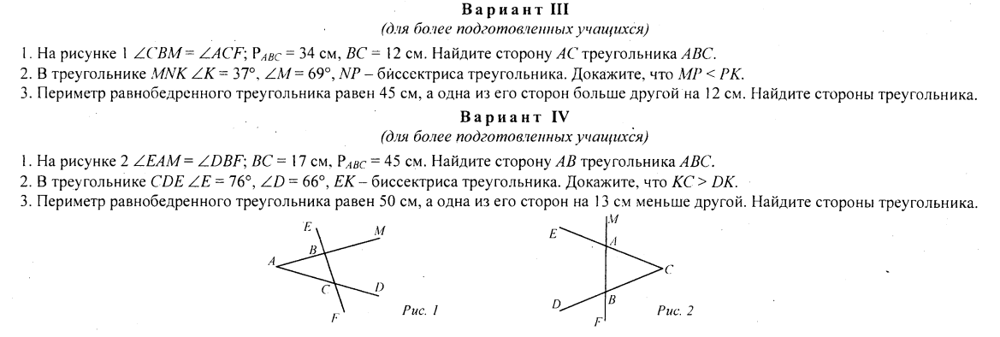 Вариант III
(для более подготовленных учащихся)
1. На рисунке 1 ∠CBM = ∠ACF; P_ABC = 34 см, BC = 12 см. Найдите сторону AC треугольника ABC.
2. В треугольнике MNK ∠K = 37°, ∠M = 69°, NP – биссектриса треугольника. Докажите, что MP < PK.
3. Периметр равнобедренного треугольника равен 45 см, а одна из его сторон больше другой на 12 см. Найдите стороны треугольника.
Вариант IV
(для более подготовленных учащихся)
1. На рисунке 2 ∠EAM = ∠DBF; BC = 17 см, P_ABC = 45 см. Найдите сторону AB треугольника ABC.
2. В треугольнике CDE ∠E = 76°, ∠D = 66°, EK – биссектриса треугольника. Докажите, что KC > DK.
3. Периметр равнобедренного треугольника равен 50 см, а одна из его сторон на 13 см меньше другой. Найдите стороны треугольника.
E
M
B
A
C
D
F
Рис. 1
M
E
A
C
B
D
F
Рис. 2